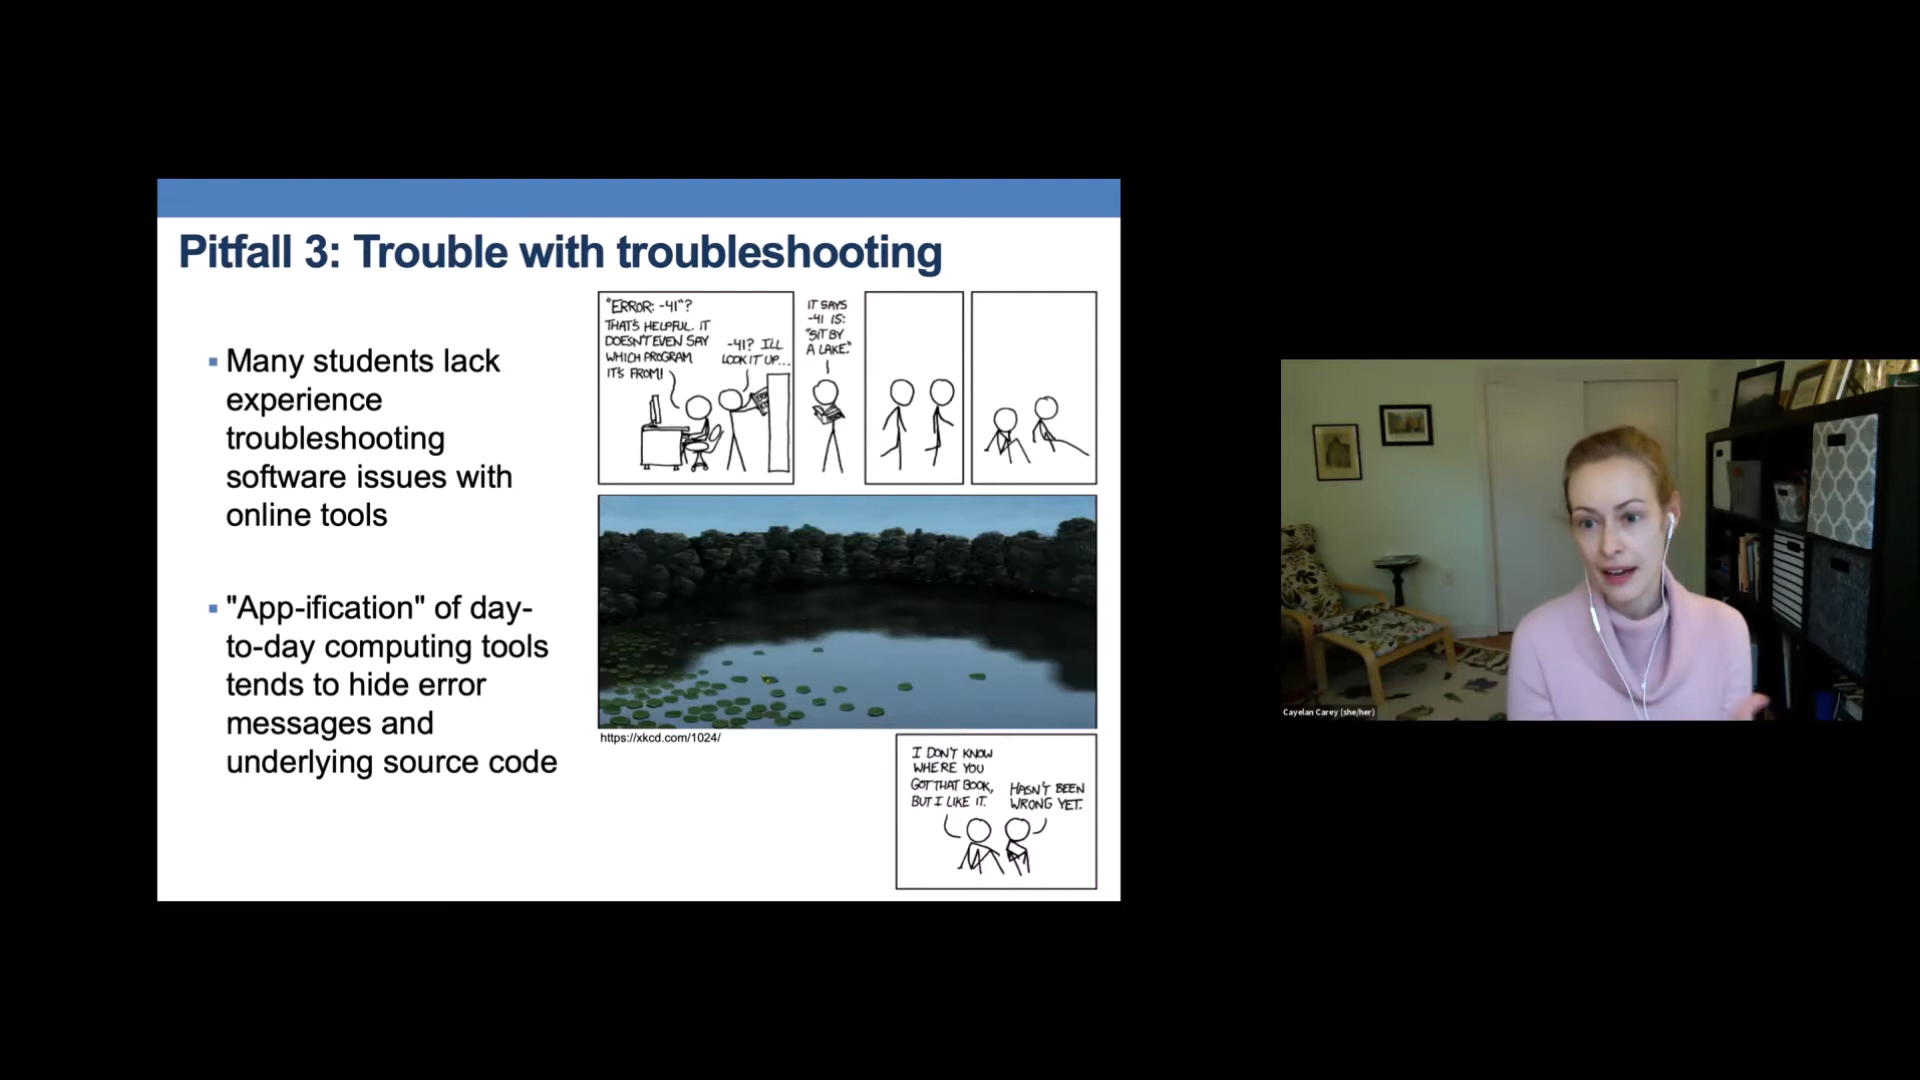 Pitfall 3: Trouble with troubleshooting
▪ Many students lack
experience
troubleshooting
software issues with
online tools
▪ "App-ification" of day-
to-day computing tools
tends to hide error
messages and
underlying source code
"ERROR: -41"?
THAT'S HELPFUL. IT
DOESN'T EVEN SAY
WHICH PROGRAM
IT'S FROM!
-41? I'LL
LOOK IT UP...
IT SAYS
-41 IS:
"SIT BY
A LAKE."
https://xkcd.com/1024/
I DON'T KNOW
WHERE YOU
GOT THAT BOOK,
BUT I LIKE IT.
HASN'T BEEN
WRONG YET.
Cayelan Carey (she/her)